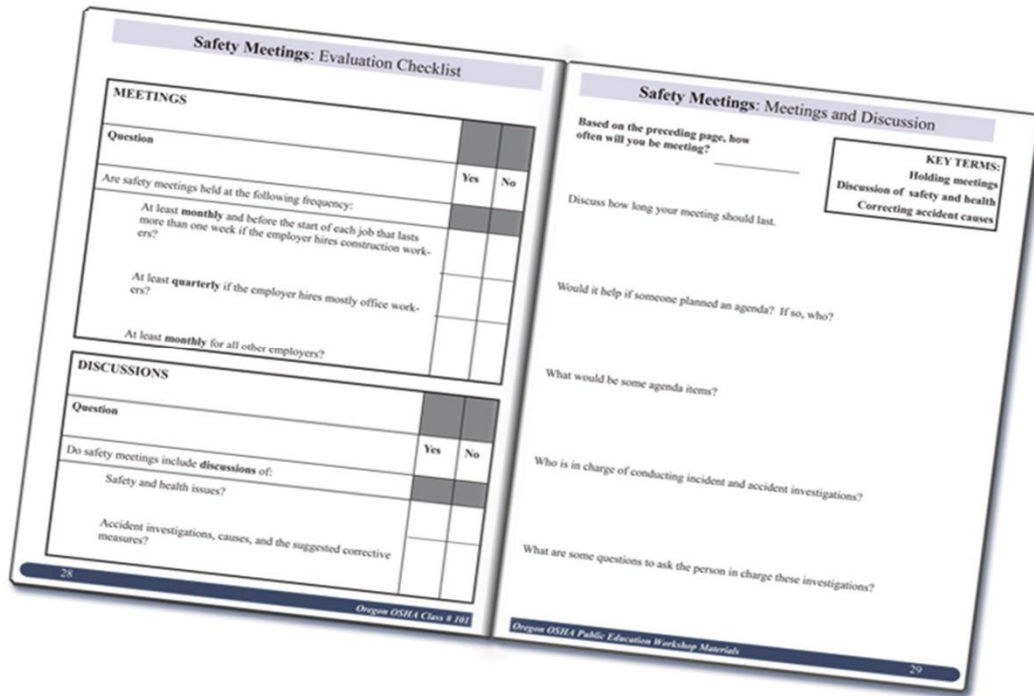 Safety Meetings: Evaluation Checklist
MEETINGS
Question
Yes No
Are safety meetings held at the following frequency:
At least monthly and before the start of each job that lasts
more than one week if the employer hires construction work-
ers?
At least quarterly if the employer hires mostly office work-
ers?
At least monthly for all other employers?
DISCUSSIONS
Question
Yes No
Do safety meetings include discussions of:
Safety and health issues?
Accident investigations, causes, and the suggested corrective
measures?
28
Oregon OSHA Class # 101
Safety Meetings: Meetings and Discussion
Based on the preceding page, how
often will you be meeting? ____________
KEY TERMS:
Holding meetings
Discussion of safety and health
Correcting accident causes
Discuss how long your meeting should last.
Would it help if someone planned an agenda? If so, who?
What would be some agenda items?
Who is in charge of conducting incident and accident investigations?
What are some questions to ask the person in charge these investigations?
Oregon OSHA Public Education Workshop Materials
29